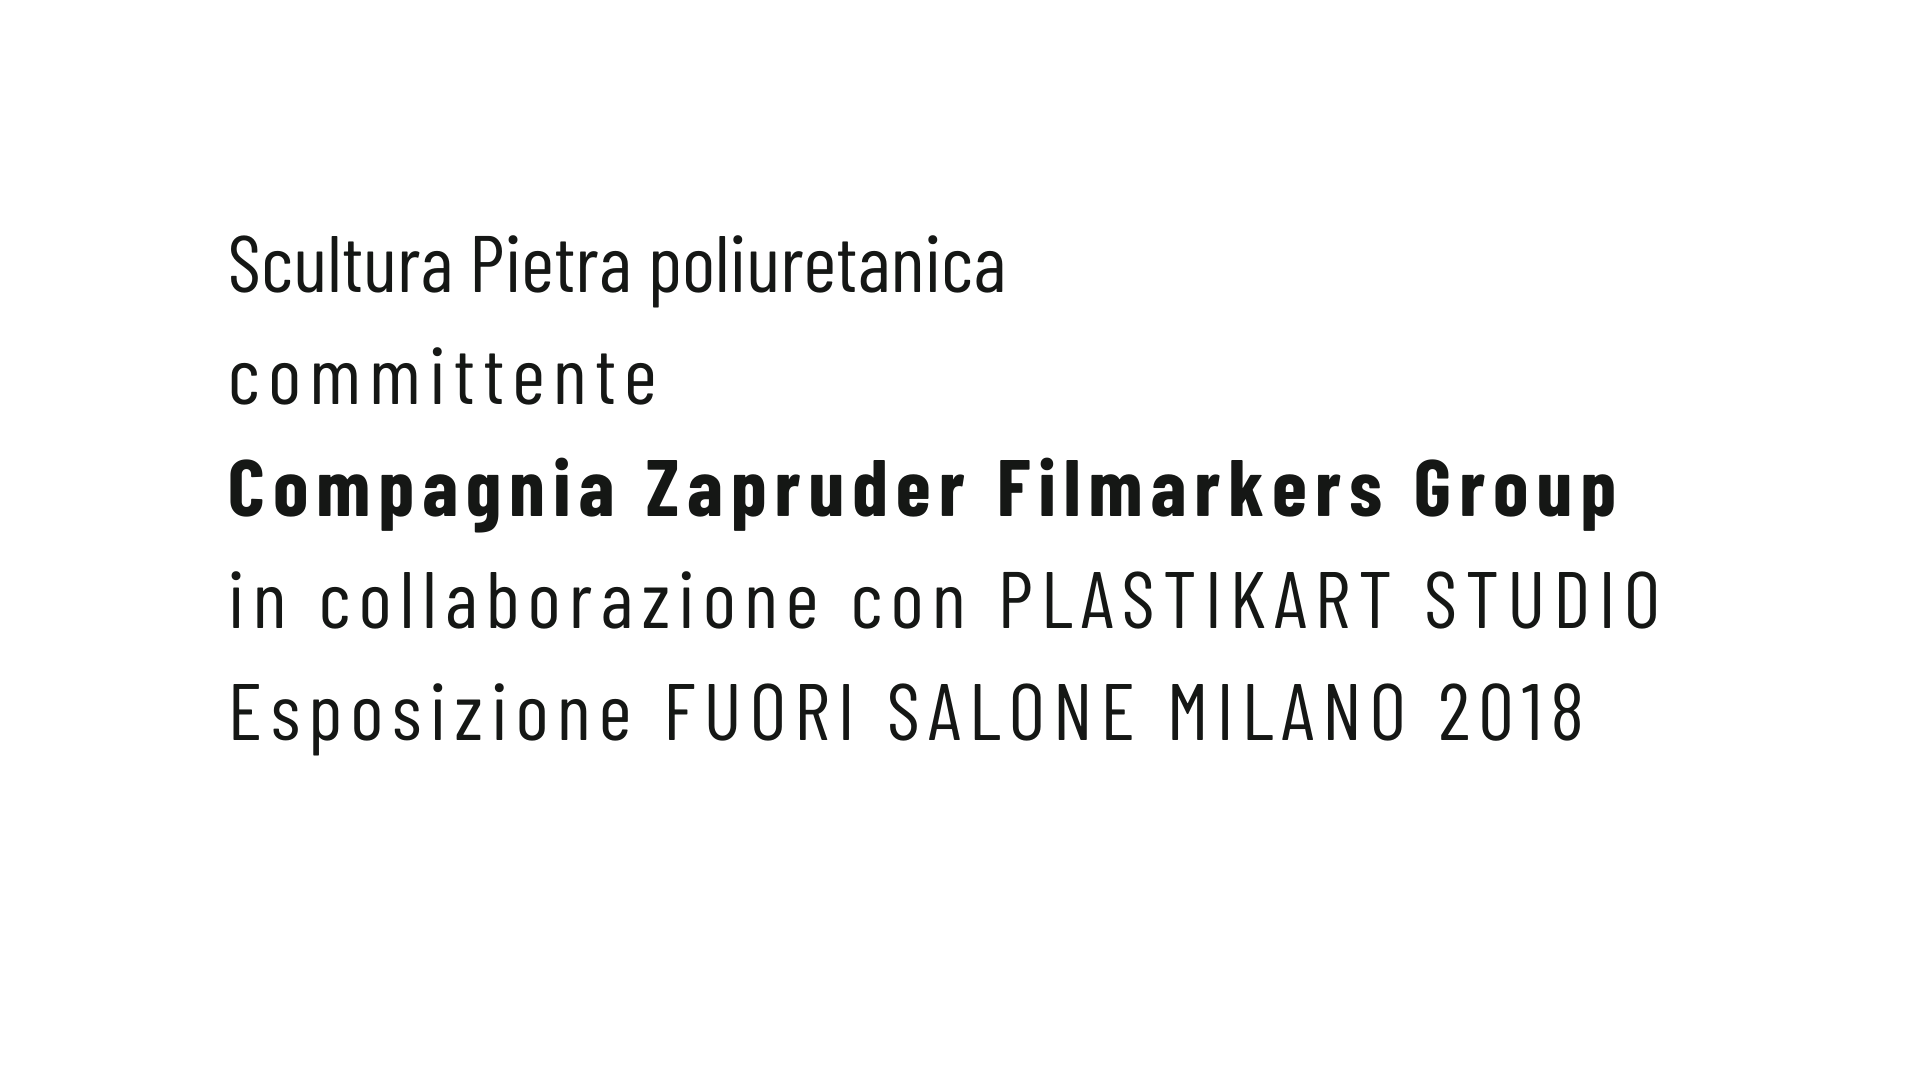 Scultura Pietra poliuretanica
committente
Compagnia Zapruder Filmarkers Group
in collaborazione con PLASTIKART STUDIO
Esposizione FUORI SALONE MILANO 2018